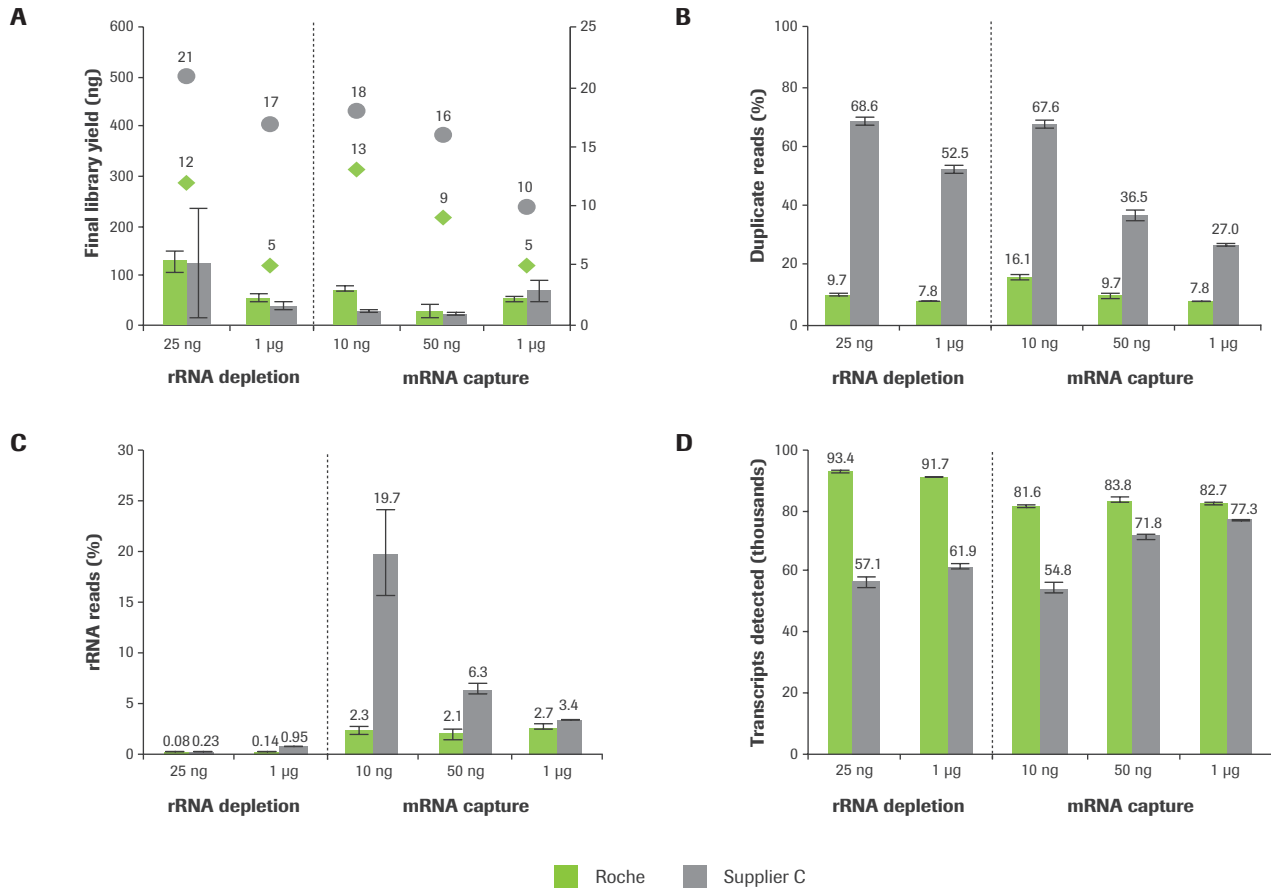 A
Final library yield (ng)
600
500
400
300
200
100
0
25
20
15
10
5
0
21
17
18
16
10
12
5
13
9
5
25 ng
1 µg
10 ng
50 ng
1 µg
rRNA depletion
mRNA capture
B
Duplicate reads (%)
100
80
60
40
20
0
9.7
68.6
7.8
52.5
16.1
67.6
9.7
36.5
7.8
27.0
25 ng
1 µg
10 ng
50 ng
1 µg
rRNA depletion
mRNA capture
C
rRNA reads (%)
30
25
20
15
10
5
0
0.08
0.23
0.14
0.95
2.3
19.7
2.1
6.3
2.7
3.4
25 ng
1 µg
10 ng
50 ng
1 µg
rRNA depletion
mRNA capture
D
Transcripts detected (thousands)
100
80
60
40
20
0
93.4
57.1
91.7
61.9
81.6
54.8
83.8
71.8
82.7
77.3
25 ng
1 µg
10 ng
50 ng
1 µg
rRNA depletion
mRNA capture
Roche
Supplier C